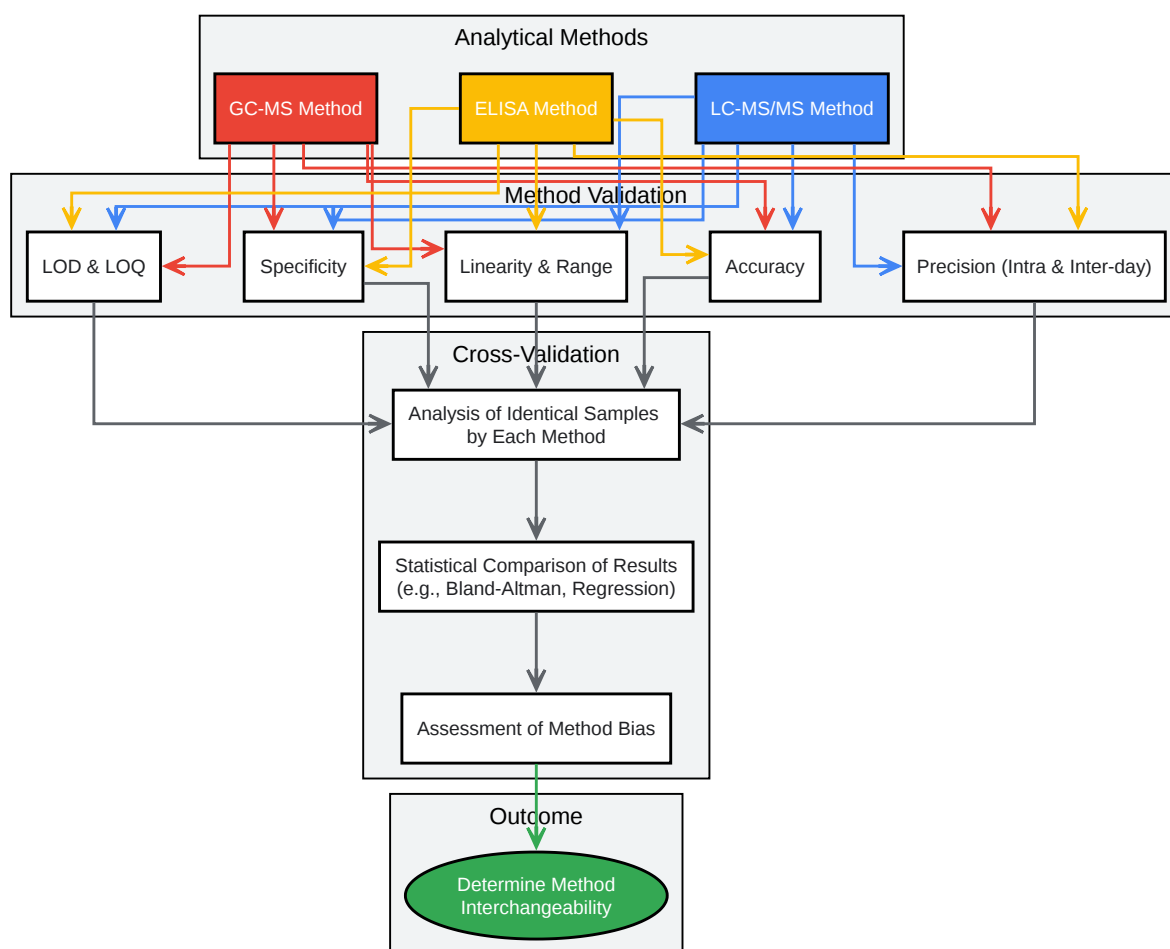 Analytical Methods
GC-MS Method
ELISA Method
LC-MS/MS Method
Method Validation
LOD & LOQ
Specificity
Linearity & Range
Accuracy
Precision (Intra & Inter-day)
Cross-Validation
Analysis of Identical Samples
by Each Method
Statistical Comparison of Results
(e.g., Bland-Altman, Regression)
Assessment of Method Bias
Outcome
Determine Method
Interchangeability